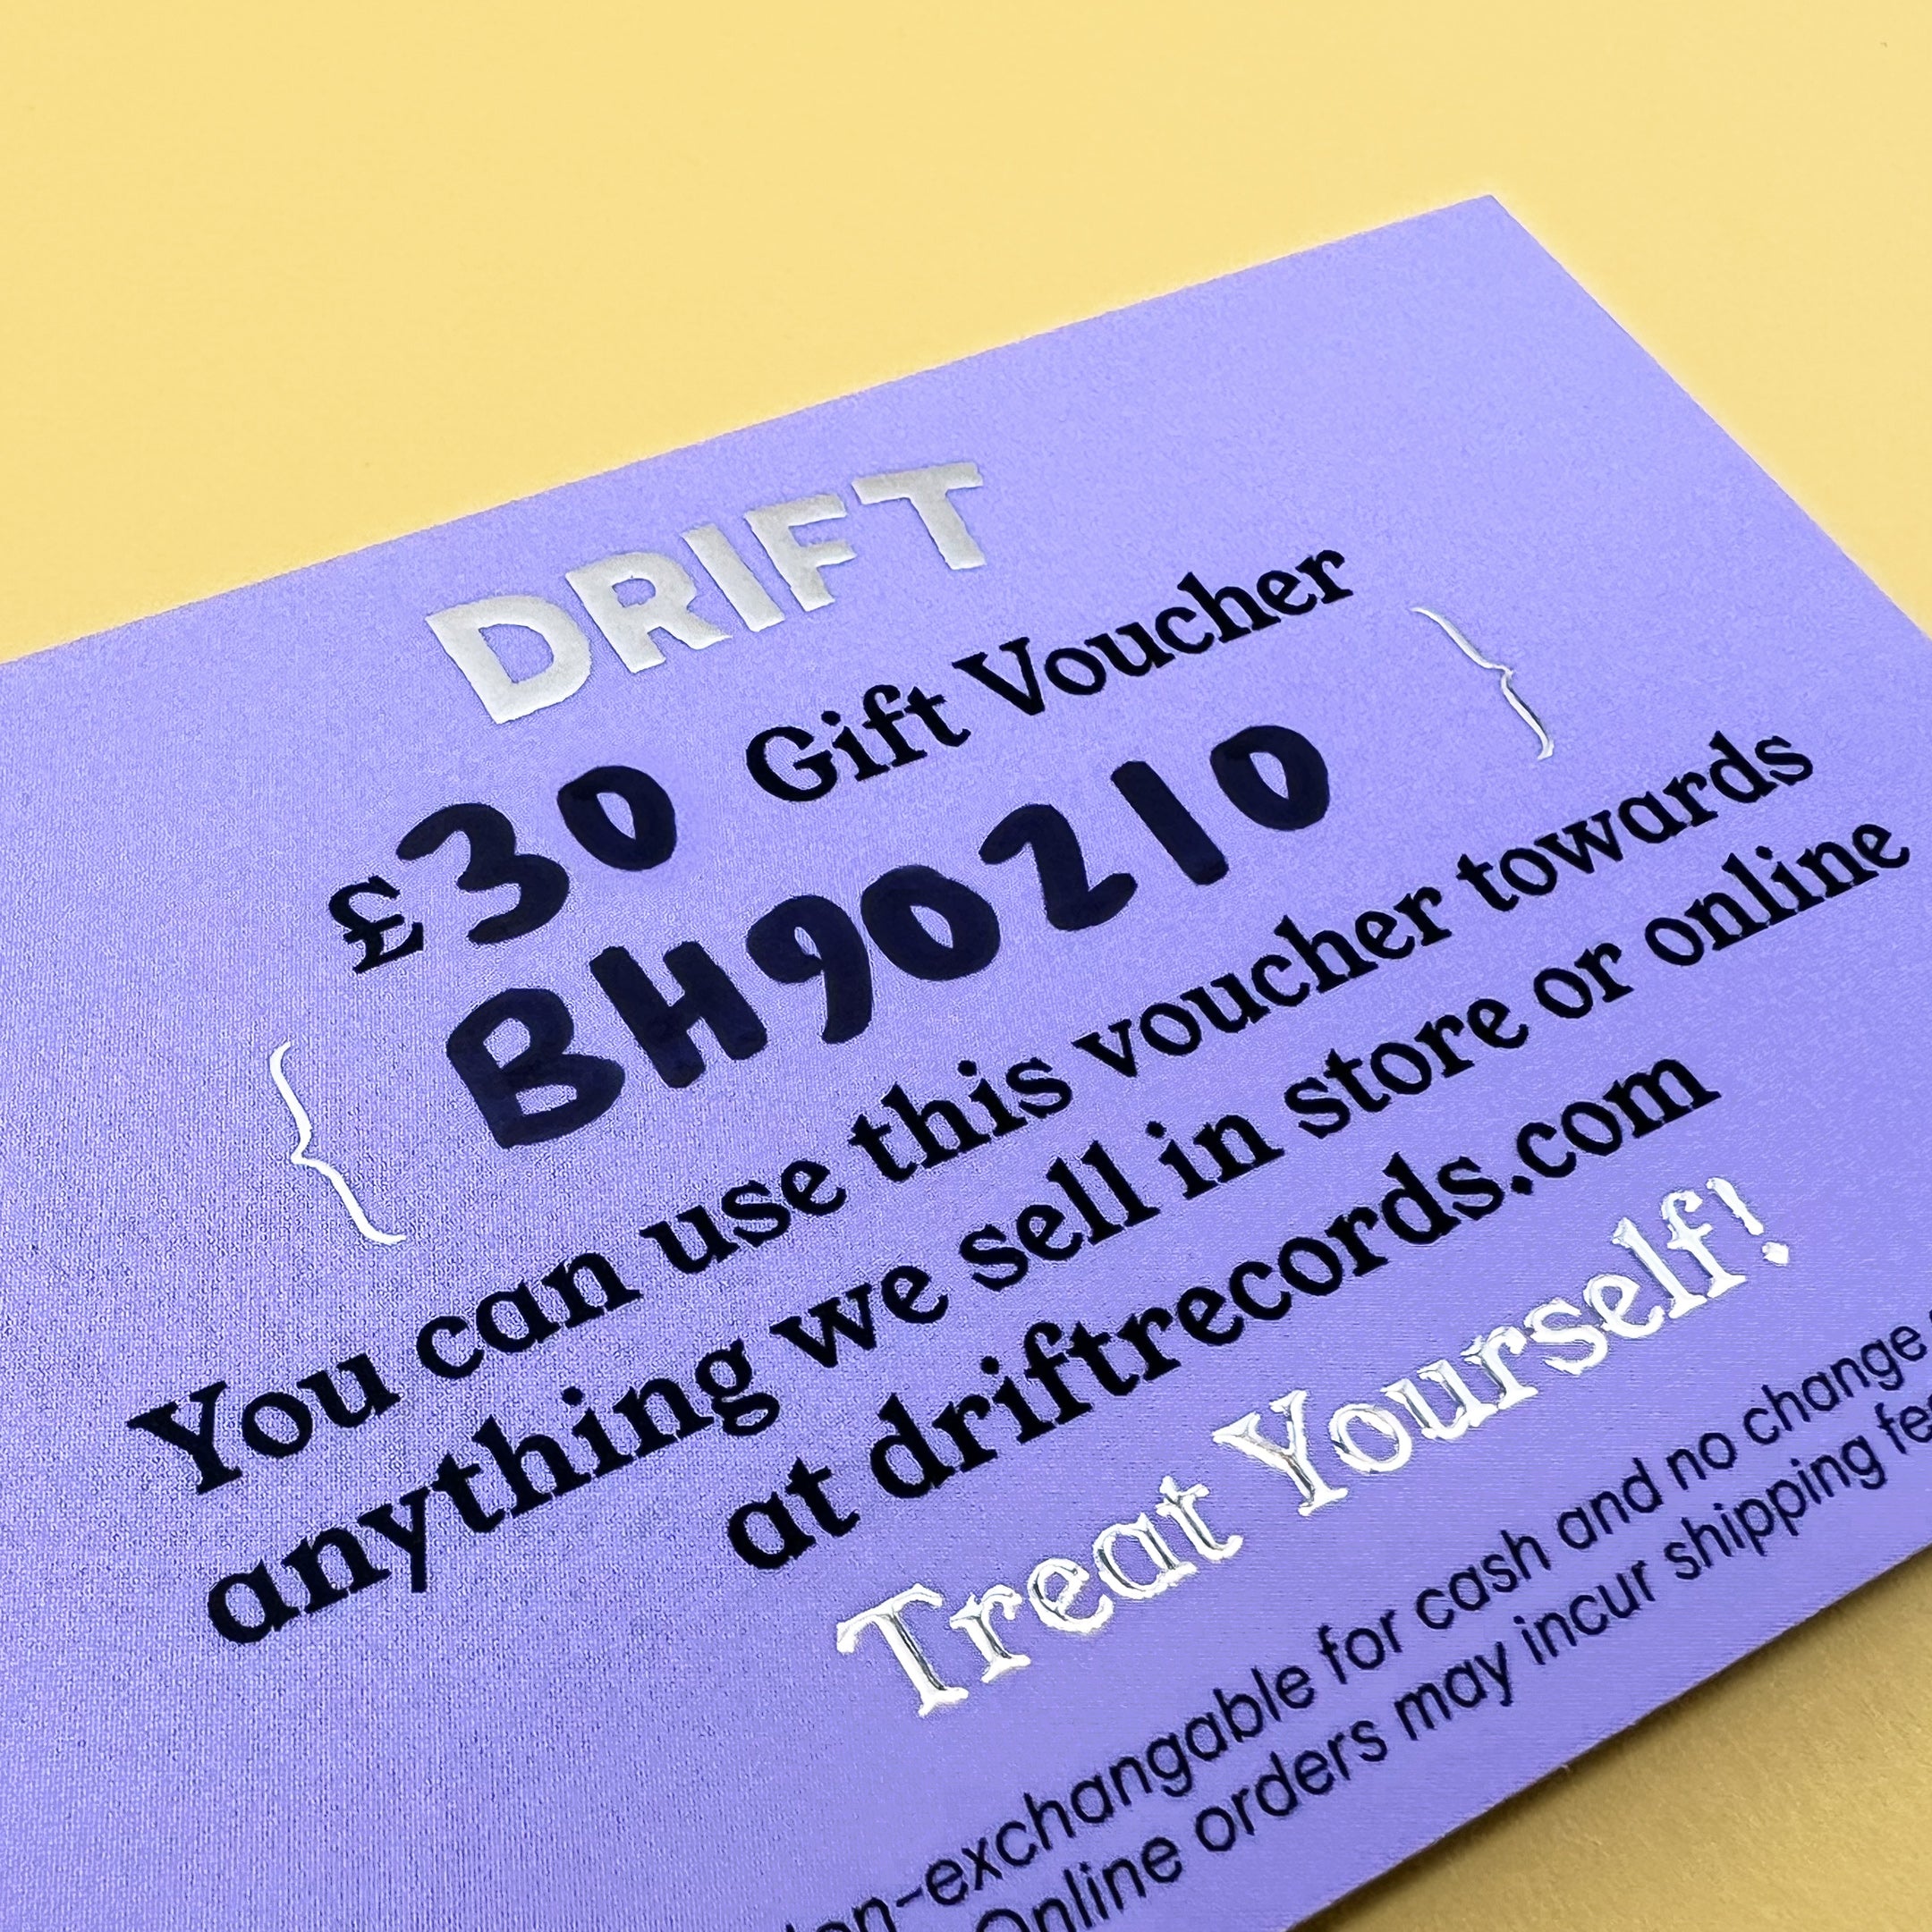 DRIFT
£30 Gift Voucher
{ BH90210 }
You can use this voucher towards
anything we sell in store or online
at driftrecords.com
Treat Yourself!
-exchangable for cash and no change
Online orders may incur shipping